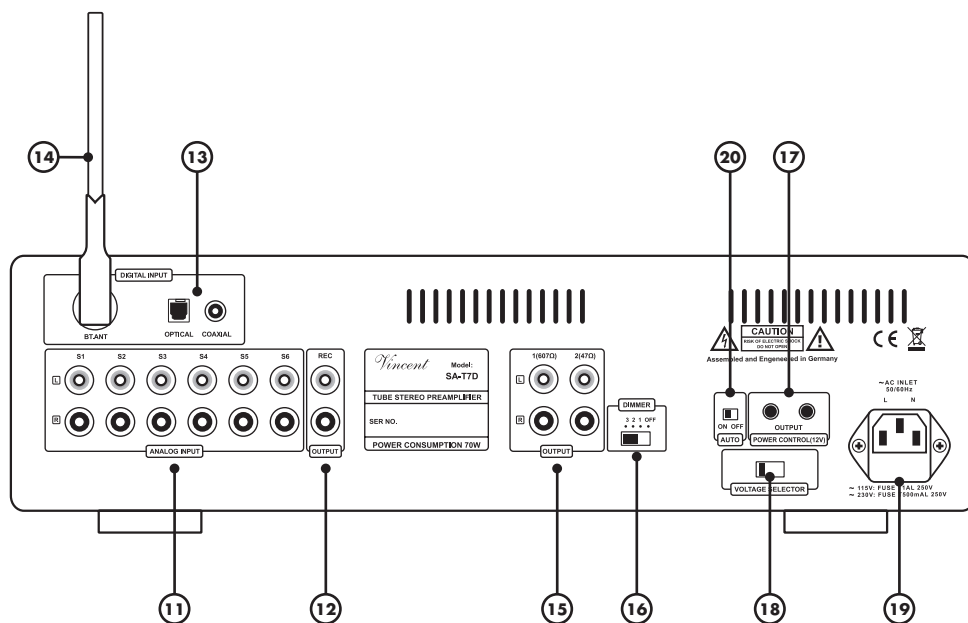 14
13
20
17
DIGITAL INPUT
BT.ANT
OPTICAL
COAXIAL
S1 S2 S3 S4 S5 S6
L
R
ANALOG INPUT
REC
OUTPUT
Vincent
Model:
SA-T7D
TUBE STEREO PREAMPLIFIER
SER NO.
POWER CONSUMPTION 70W
1(607Ω) 2(47Ω)
L
R
OUTPUT
DIMMER
3 2 1 OFF
CAUTION
RISK OF ELECTRIC SHOCK
DO NOT OPEN
CE
Assembled and Engeneered in Germany
ON OFF
AUTO
OUTPUT
POWER CONTROL(12V)
VOLTAGE SELECTOR
~AC INLET
50/60Hz
L N
~ 115V: FUSE T1AL 250V
~ 230V: FUSE T500mAL 250V
11
12
15
16
18
19